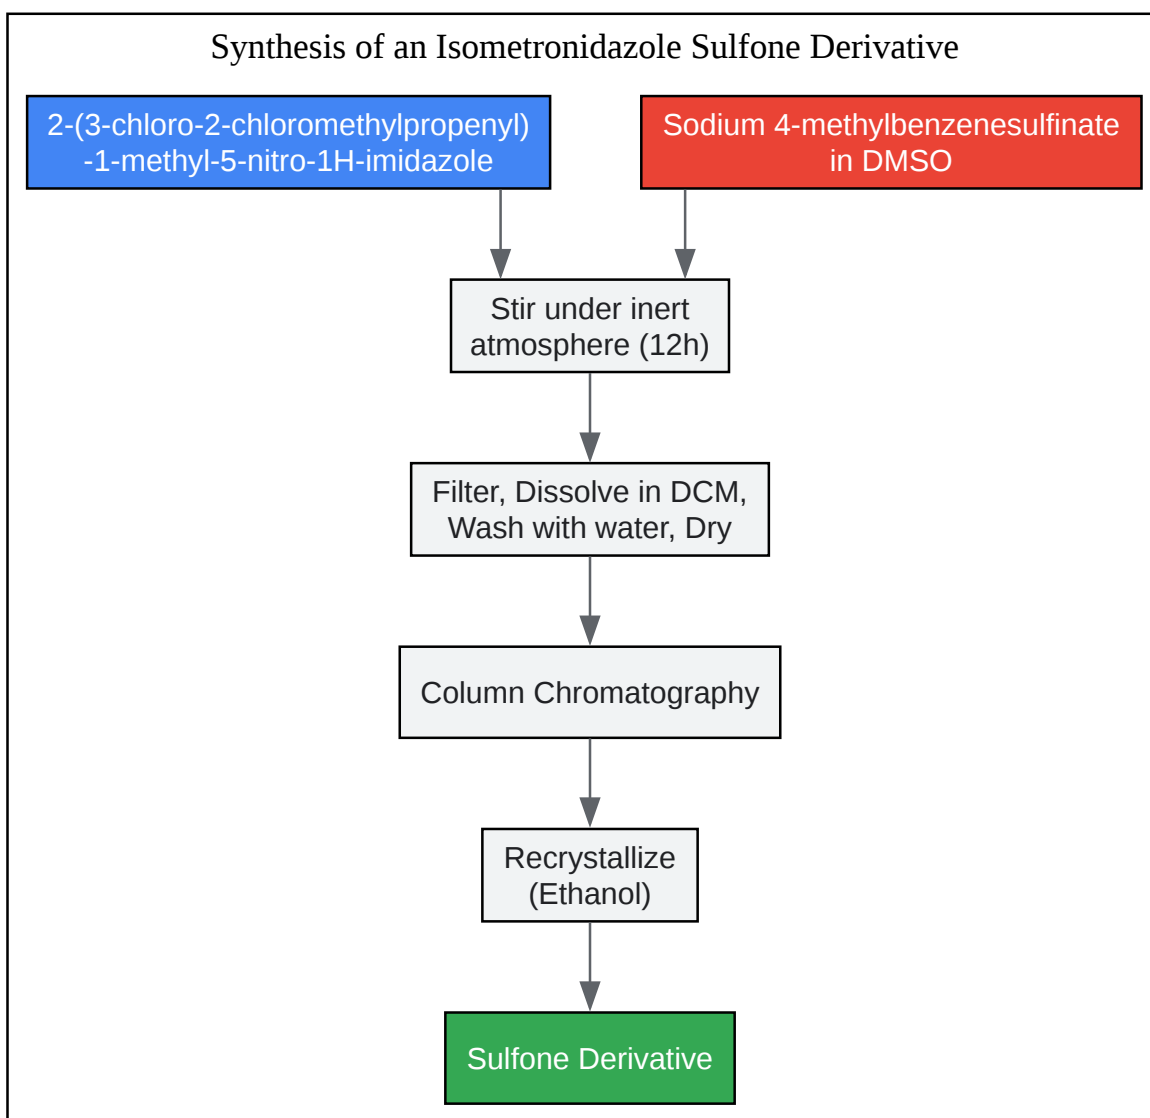 Synthesis of an Isometronidazole Sulfone Derivative
2-(3-chloro-2-chloromethylpropenyl)
-1-methyl-5-nitro-1H-imidazole
Sodium 4-methylbenzenesulfinate
in DMSO
Stir under inert
atmosphere (12h)
Filter, Dissolve in DCM,
Wash with water, Dry
Column Chromatography
Recrystallize
(Ethanol)
Sulfone Derivative